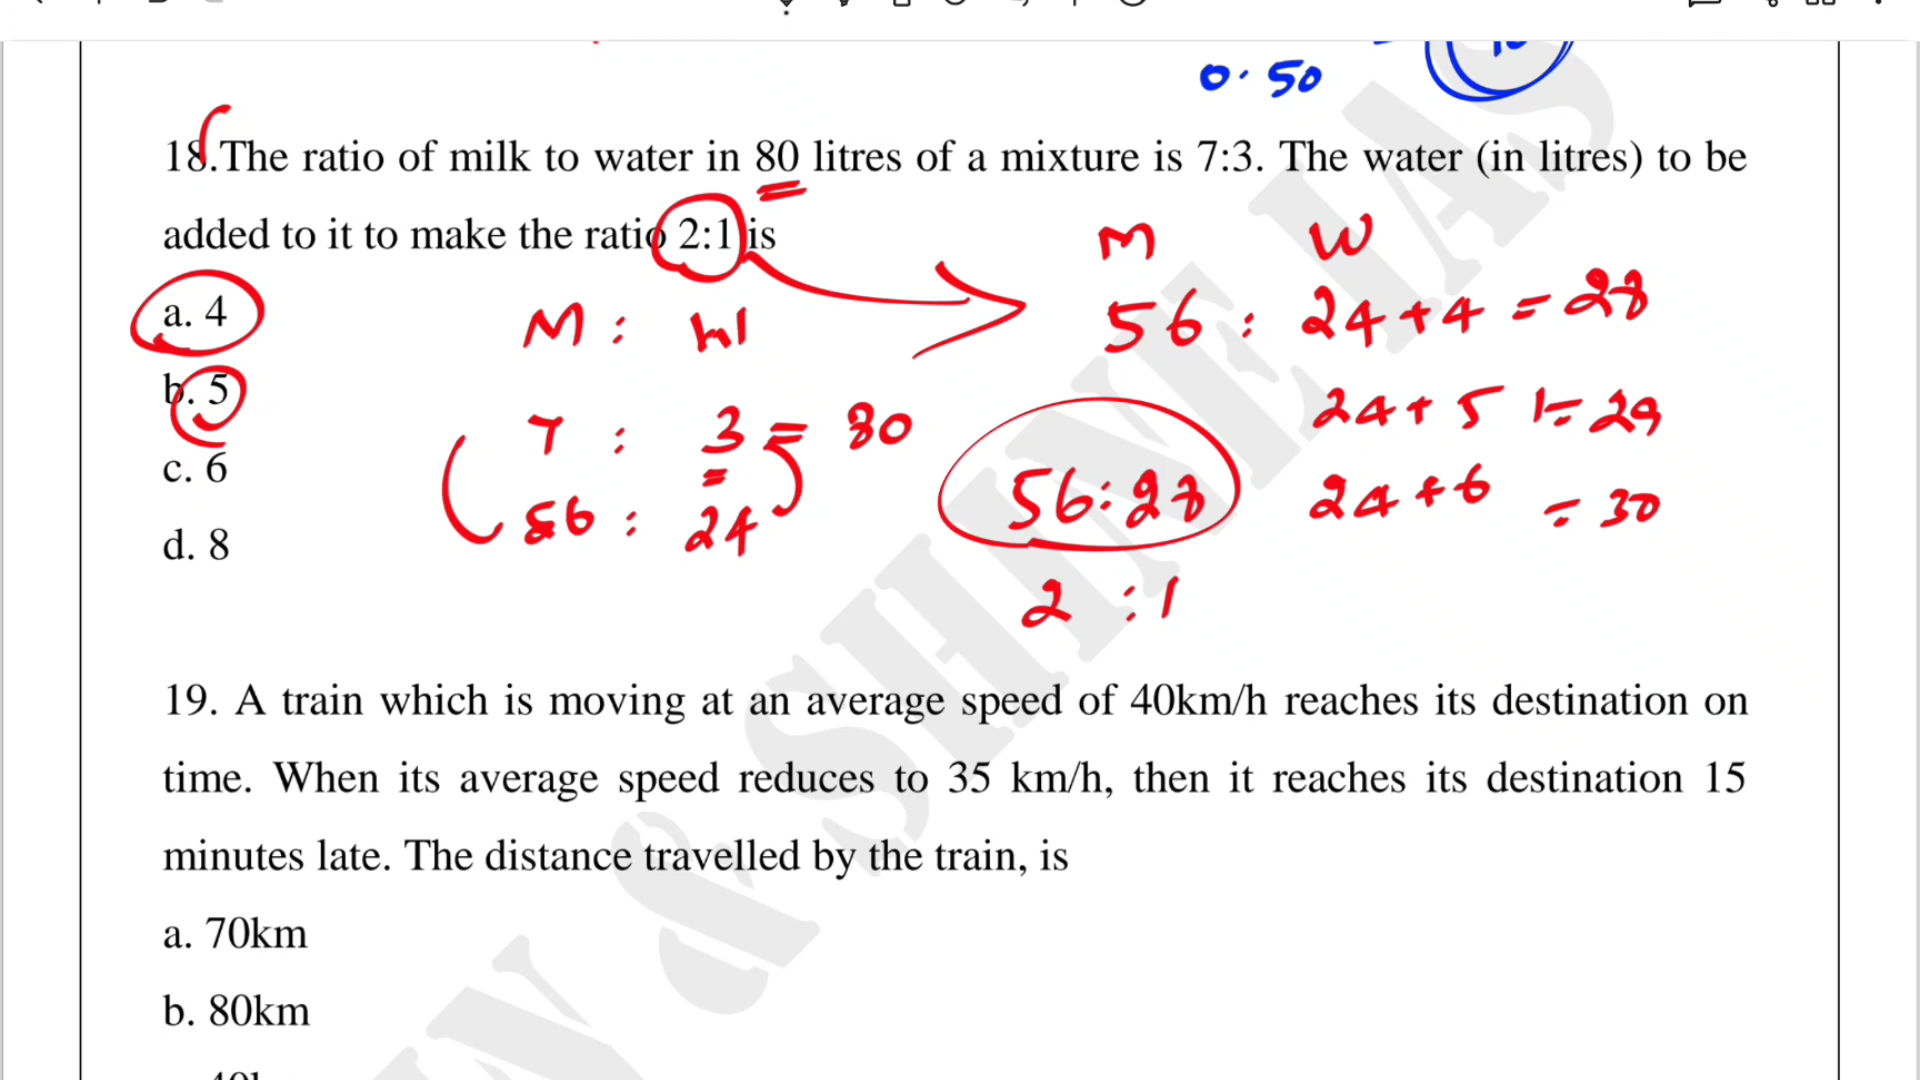 0.50
18.The ratio of milk to water in 80 litres of a mixture is 7:3. The water (in litres) to be
added to it to make the ratio 2:1 is
M W
a. 4
M :
56 : 24 + 4 = 28
b. 5
7 : 3 = 80
24 + 5 = 29
c. 6
56 : 24
56 : 28
24 + 6 = 30
d. 8
2 : 1
19. A train which is moving at an average speed of 40km/h reaches its destination on
time. When its average speed reduces to 35 km/h, then it reaches its destination 15
minutes late. The distance travelled by the train, is
a. 70km
b. 80km
& SHINE IAS